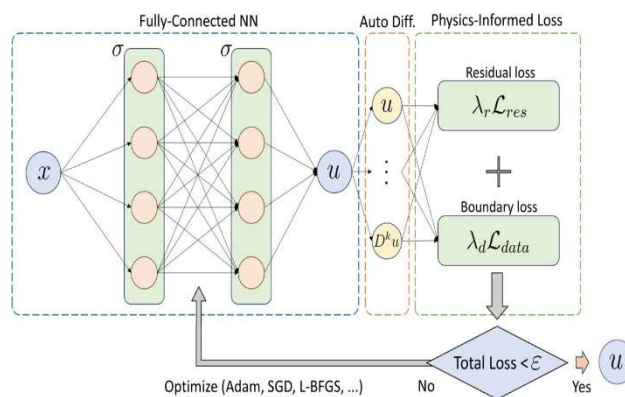 Fully-Connected NN
Auto Diff.
Physics-Informed Loss
σ
σ
x
u
u
⋮
Dᵏu
Residual loss
λ_r 𝓛_res
+
Boundary loss
λ_d 𝓛_data
Total Loss < ε
u
No
Yes
Optimize (Adam, SGD, L-BFGS, ...)